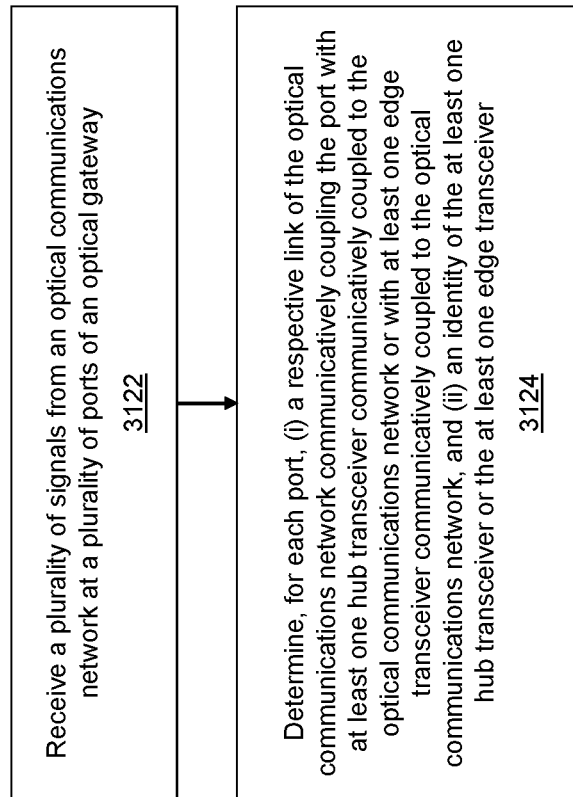 Receive a plurality of signals from an optical communications
network at a plurality of ports of an optical gateway
3122
Determine, for each port, (i) a respective link of the optical
communications network communicatively coupling the port with
at least one hub transceiver communicatively coupled to the
optical communications network or with at least one edge
transceiver communicatively coupled to the optical
communications network, and (ii) an identity of the at least one
hub transceiver or the at least one edge transceiver
3124